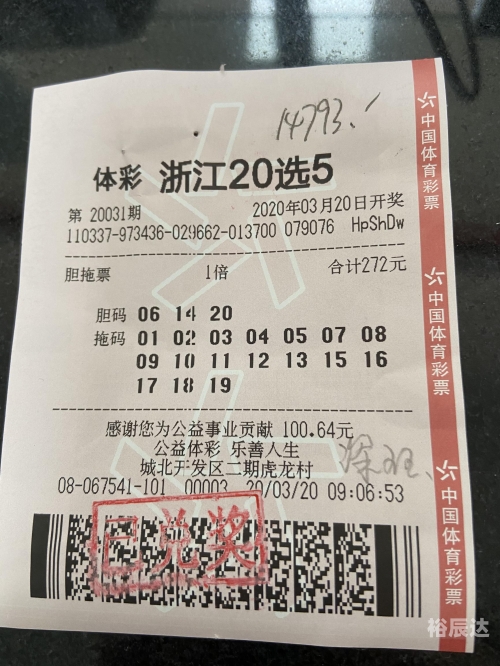 14793.
体彩 浙江20选5
第 20031期 2020年03月20日开奖
110337-973436-029662-013700 079076 HpShDw
胆拖票 1倍 合计272元
胆码 06 14 20
拖码 01 02 03 04 05 07 08
09 10 11 12 13 15 16
17 18 19
感谢您为公益事业贡献 100.64元
公益体彩 乐善人生
城北开发区二期虎龙村
08-067541-101 00003 20/03/20 09:06:53
已兑奖
中国体育彩票
中国体育彩票
中国体育彩票
裕辰达